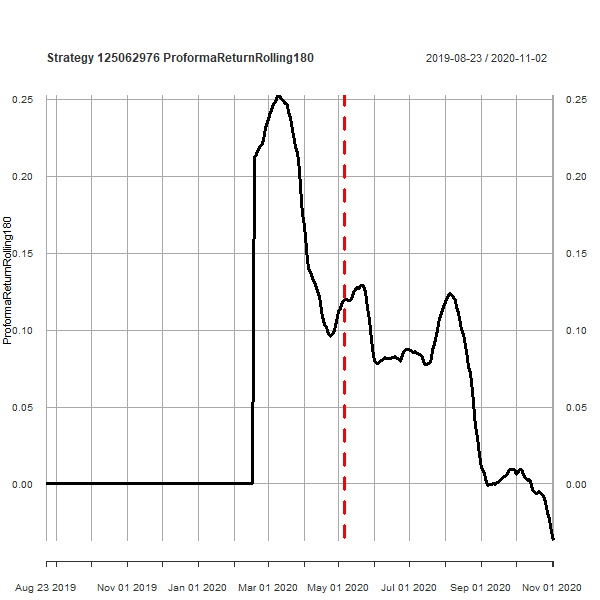 Strategy 125062976 ProformaReturnRolling180
2019-08-23 / 2020-11-02
ProformaReturnRolling180
0.25
0.20
0.15
0.10
0.05
0.00
0.25
0.20
0.15
0.10
0.05
0.00
Aug 23 2019
Nov 01 2019
Jan 01 2020
Mar 01 2020
May 01 2020
Jul 01 2020
Sep 01 2020
Nov 01 2020